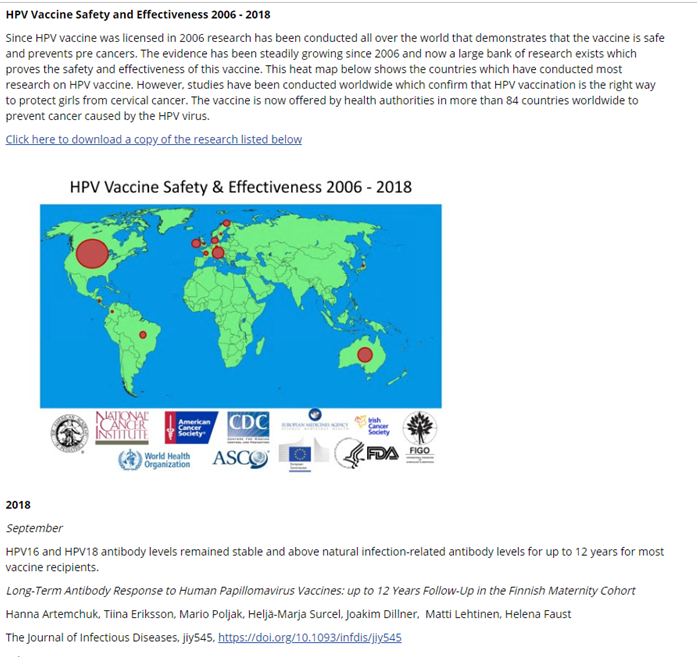 HPV Vaccine Safety and Effectiveness 2006 - 2018
Since HPV vaccine was licensed in 2006 research has been conducted all over the world that demonstrates that the vaccine is safe
and prevents pre cancers. The evidence has been steadily growing since 2006 and now a large bank of research exists which
proves the safety and effectiveness of this vaccine. This heat map below shows the countries which have conducted most
research on HPV vaccine. However, studies have been conducted worldwide which confirm that HPV vaccination is the right way
to protect girls from cervical cancer. The vaccine is now offered by health authorities in more than 84 countries worldwide to
prevent cancer caused by the HPV virus.
Click here to download a copy of the research listed below
HPV Vaccine Safety & Effectiveness 2006 - 2018
NATIONAL
CANCER
INSTITUTE
American
Cancer
Society
CDC
EUROPEAN MEDICINES AGENCY
Irish
Cancer
Society
FIGO
World Health
Organization
ASCO
European
Commission
FDA
2018
September
HPV16 and HPV18 antibody levels remained stable and above natural infection-related antibody levels for up to 12 years for most
vaccine recipients.
Long-Term Antibody Response to Human Papillomavirus Vaccines: up to 12 Years Follow-Up in the Finnish Maternity Cohort
Hanna Artemchuk, Tiina Eriksson, Mario Poljak, Heljä-Marja Surcel, Joakim Dillner, Matti Lehtinen, Helena Faust
The Journal of Infectious Diseases, jiy545, https://doi.org/10.1093/infdis/jiy545